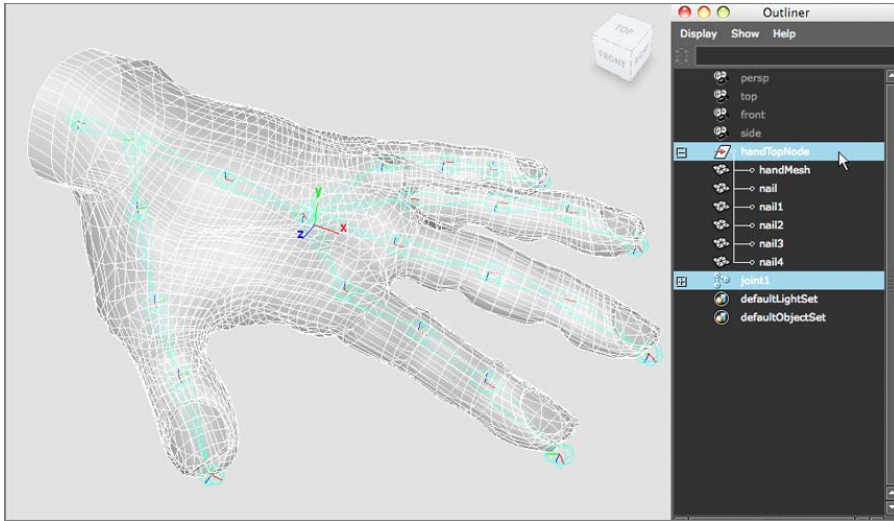 Outliner
Display Show Help
TOP
FRONT
persp
top
front
side
handTopNode
handMesh
nail
nail1
nail2
nail3
nail4
joint1
defaultLightSet
defaultObjectSet
y
x
z